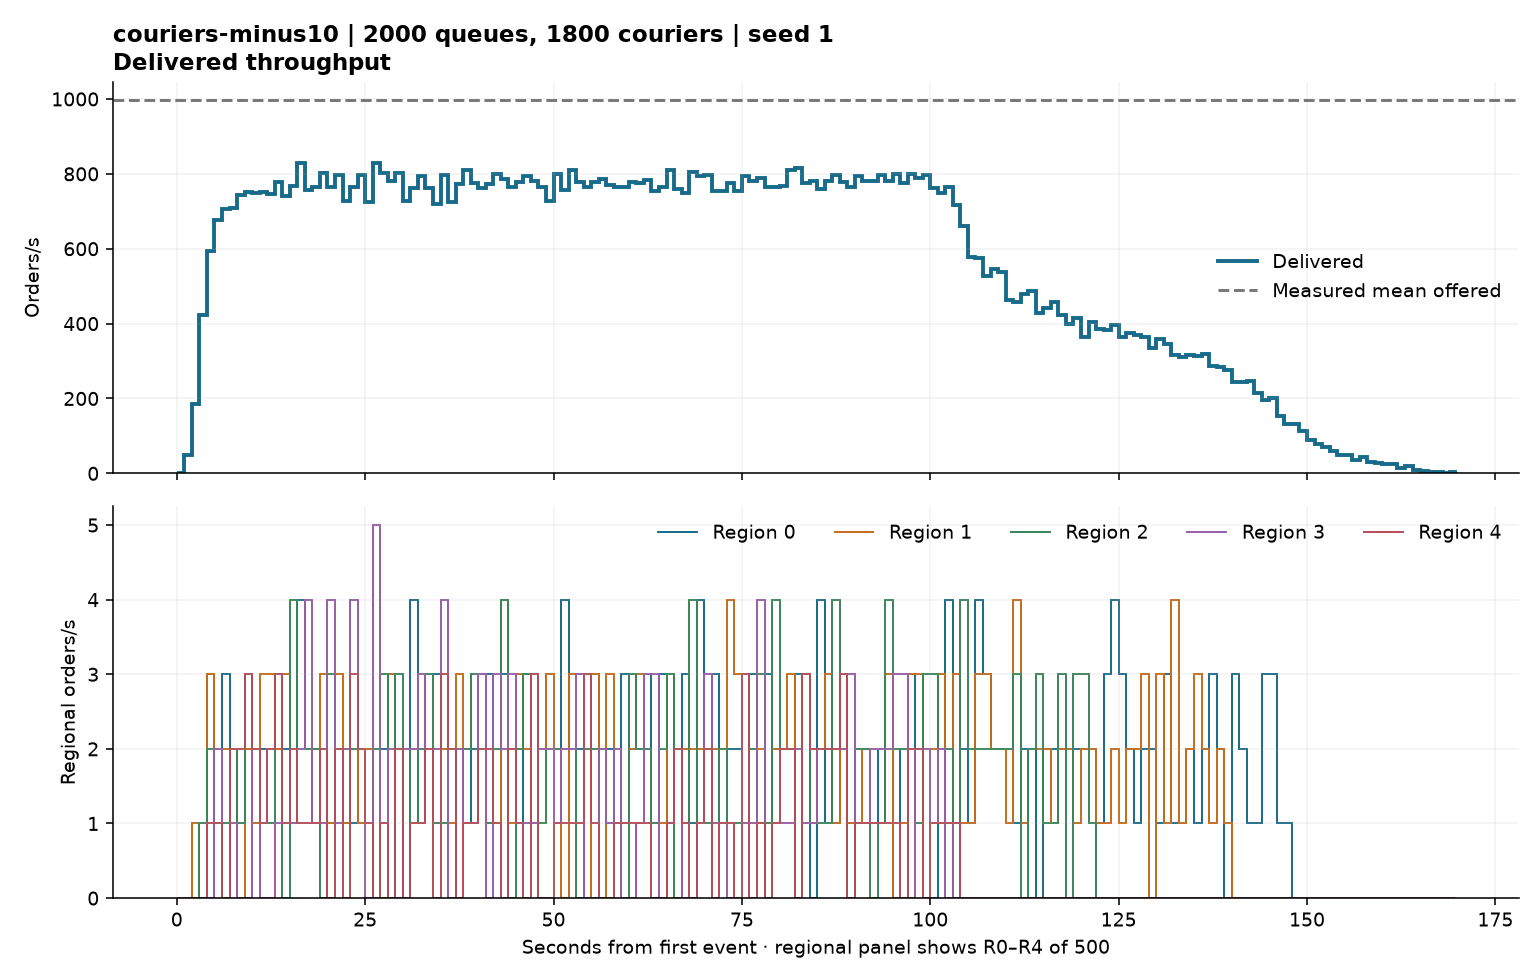 couriers-minus10 | 2000 queues, 1800 couriers | seed 1
Delivered throughput
1000
800
600
400
200
0
Orders/s
Delivered
Measured mean offered
5
4
3
2
1
0
Regional orders/s
Region 0
Region 1
Region 2
Region 3
Region 4
0 25 50 75 100 125 150 175
Seconds from first event · regional panel shows R0–R4 of 500